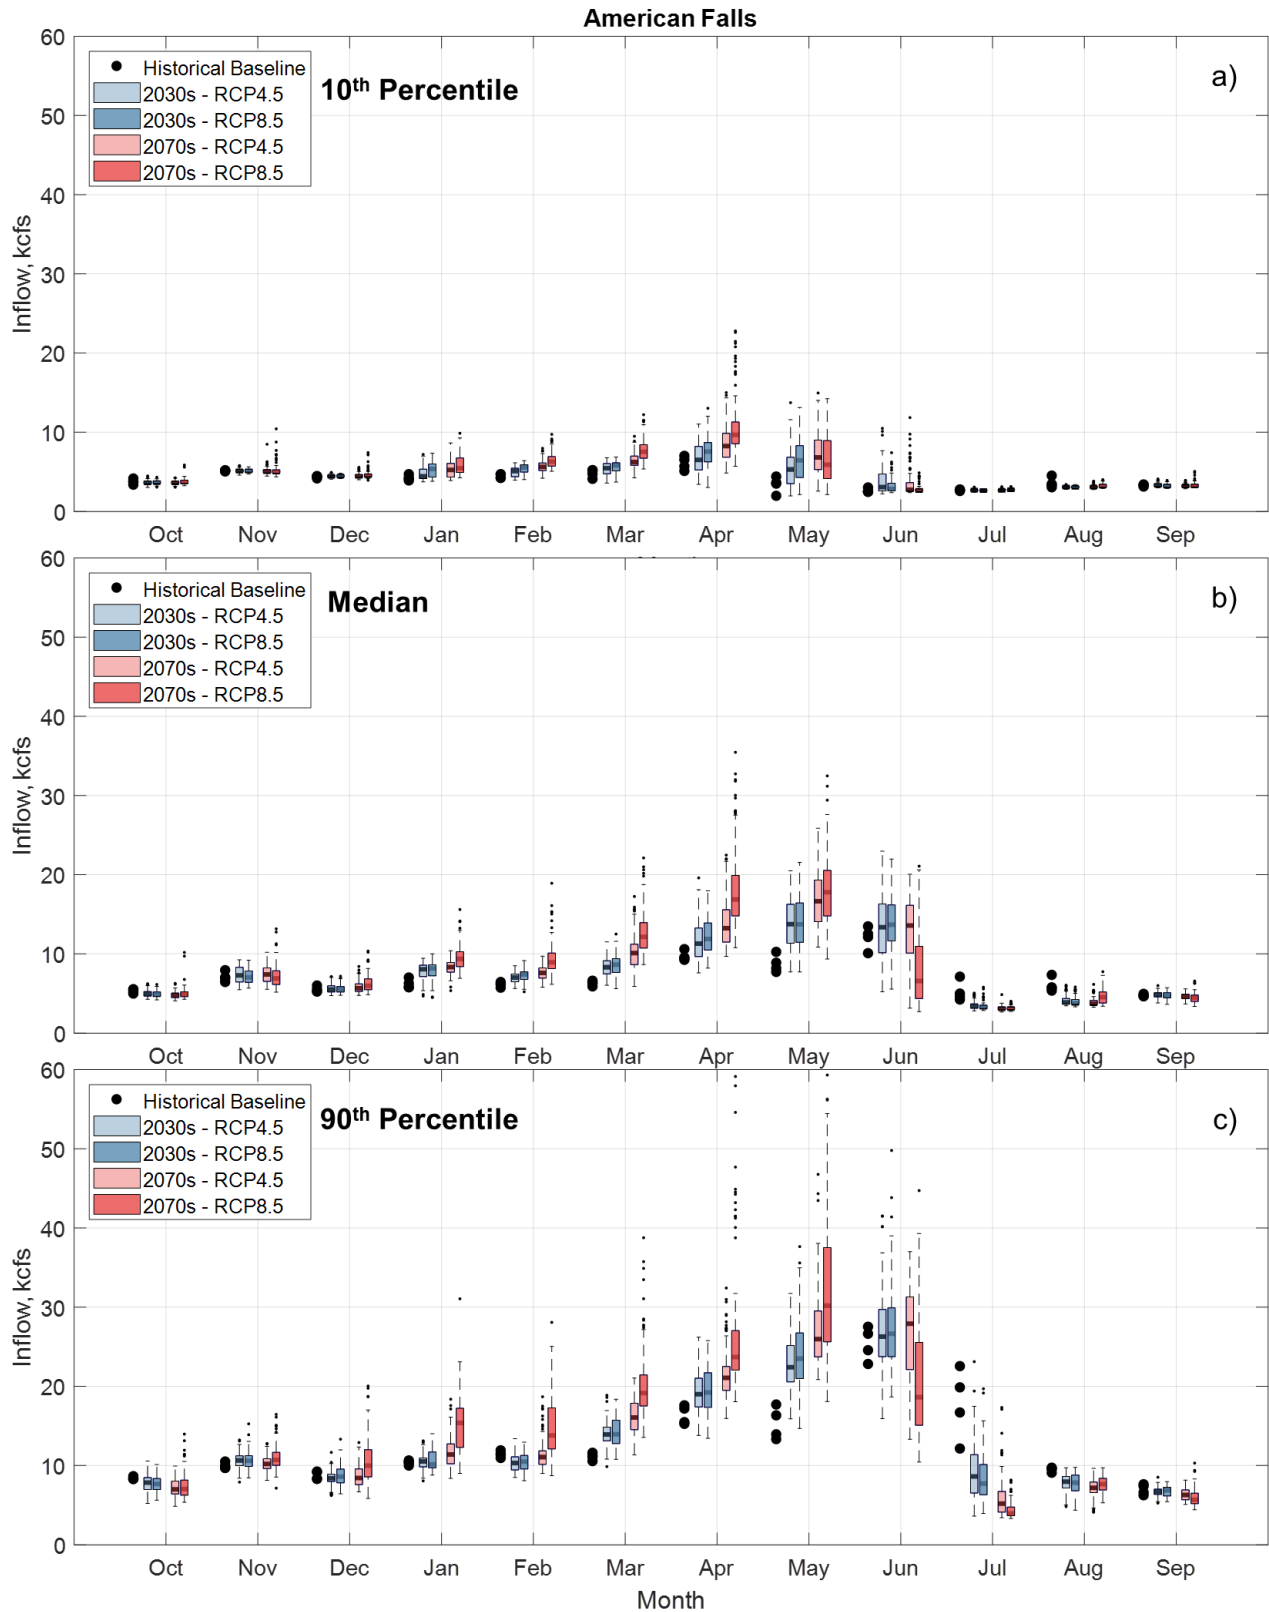 American Falls
60
50
40
30
20
10
0
Inflow, kcfs
Historical Baseline
2030s - RCP4.5
2030s - RCP8.5
2070s - RCP4.5
2070s - RCP8.5
10th Percentile
a)
Oct Nov Dec Jan Feb Mar Apr May Jun Jul Aug Sep
60
50
40
30
20
10
0
Inflow, kcfs
Historical Baseline
2030s - RCP4.5
2030s - RCP8.5
2070s - RCP4.5
2070s - RCP8.5
Median
b)
Oct Nov Dec Jan Feb Mar Apr May Jun Jul Aug Sep
60
50
40
30
20
10
0
Inflow, kcfs
Historical Baseline
2030s - RCP4.5
2030s - RCP8.5
2070s - RCP4.5
2070s - RCP8.5
90th Percentile
c)
Oct Nov Dec Jan Feb Mar Apr May Jun Jul Aug Sep
Month